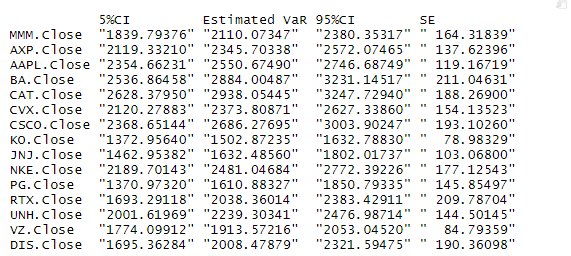 5%CI Estimated VaR 95%CI SE
MMM.Close "1839.79376" "2110.07347" "2380.35317" " 164.31839"
AXP.Close "2119.33210" "2345.70338" "2572.07465" " 137.62396"
AAPL.Close "2354.66231" "2550.67490" "2746.68749" " 119.16719"
BA.Close "2536.86458" "2884.00487" "3231.14517" " 211.04631"
CAT.Close "2628.37950" "2938.05445" "3247.72940" " 188.26900"
CVX.Close "2120.27883" "2373.80871" "2627.33860" " 154.13523"
CSCO.Close "2368.65144" "2686.27695" "3003.90247" " 193.10260"
KO.Close "1372.95640" "1502.87235" "1632.78830" "  78.98329"
JNJ.Close "1462.95382" "1632.48560" "1802.01737" " 103.06800"
NKE.Close "2189.70143" "2481.04684" "2772.39226" " 177.12543"
PG.Close "1370.97320" "1610.88327" "1850.79335" " 145.85497"
RTX.Close "1693.29118" "2038.36014" "2383.42911" " 209.78704"
UNH.Close "2001.61969" "2239.30341" "2476.98714" " 144.50145"
VZ.Close "1774.09912" "1913.57216" "2053.04520" "  84.79359"
DIS.Close "1695.36284" "2008.47879" "2321.59475" " 190.36098"